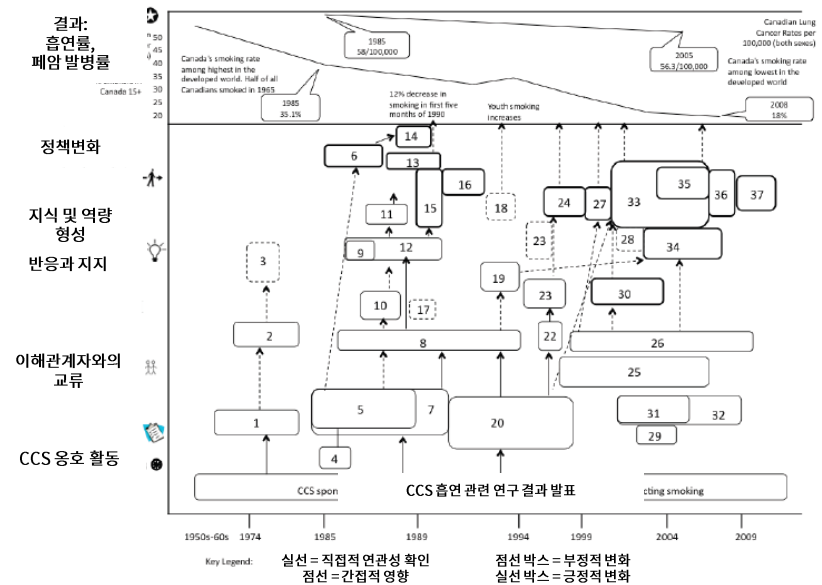 결과:
흡연률,
폐암 발병률
50
45
40
35
30
25
20
Canada 15+
Canada's smoking rate
among highest in the
developed world. Half of all
Canadians smoked in 1965
1985
35.1%
1985
58/100,000
12% decrease in
smoking in first five
months of 1990
Youth smoking
increases
2005
56.3/100,000
Canadian Lung
Cancer Rates per
100,000 (both sexes)
Canada's smoking rate
among lowest in the
developed world
2008
18%
정책변화
14
6
13
16
15
11
18
24
27
33
35
36
37
지식 및 역량
형성
반응과 지지
3
9
12
23
28
34
19
10
17
23
30
2
8
22
26
이해관계자와의
교류
25
1
5
7
20
31
32
29
4
CCS 옹호 활동
CCS spon
CCS 흡연 관련 연구 결과 발표
cting smoking
1950s-60s
1974
1985
1989
1994
1999
2004
2009
Key Legend:
실선 = 직접적 연관성 확인
점선 = 간접적 영향
점선 박스 = 부정적 변화
실선 박스 = 긍정적 변화